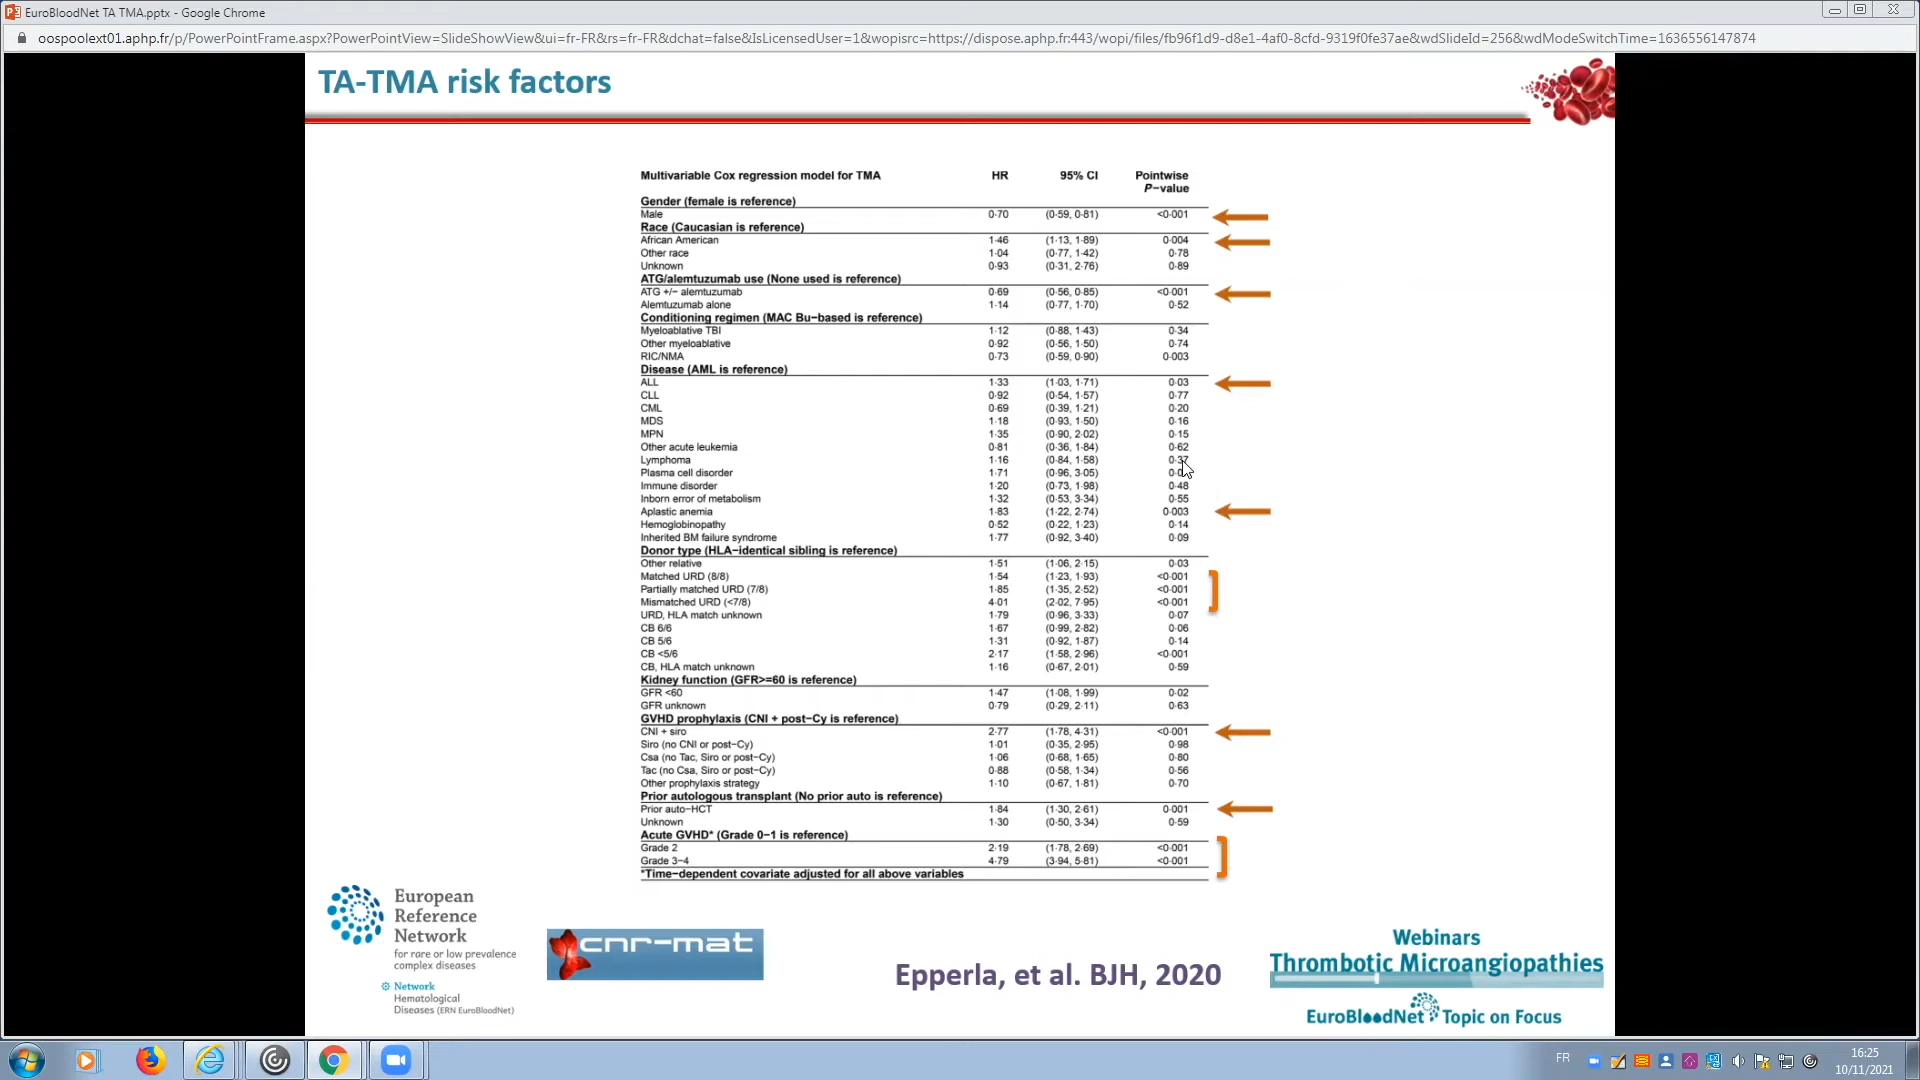 EuroBloodNet TA TMA.pptx - Google Chrome
oospoolext01.aphp.fr/p/PowerPointFrame.aspx?PowerPointView=SlideShowView&ui=fr-FR&rs=fr-FR&dchat=false&IsLicensedUser=1&wopisrc=https://dispose.aphp.fr:443/wopi/files/fb96f1d9-d8e1-4af0-8cfd-9319f0fe37ae&wdSlideId=256&wdModeSwitchTime=1636556147874
TA-TMA risk factors
Multivariable Cox regression model for TMA HR 95% CI Pointwise
P−value
Gender (female is reference)
Male 0·70 (0·59, 0·81) <0·001
Race (Caucasian is reference)
African American 1·46 (1·13, 1·89) 0·004
Other race 1·04 (0·77, 1·42) 0·78
Unknown 0·93 (0·31, 2·76) 0·89
ATG/alemtuzumab use (None used is reference)
ATG +/− alemtuzumab 0·69 (0·56, 0·85) <0·001
Alemtuzumab alone 1·14 (0·77, 1·70) 0·52
Conditioning regimen (MAC Bu−based is reference)
Myeloablative TBI 1·12 (0·88, 1·43) 0·34
Other myeloablative 0·92 (0·56, 1·50) 0·74
RIC/NMA 0·73 (0·59, 0·90) 0·003
Disease (AML is reference)
ALL 1·33 (1·03, 1·71) 0·03
CLL 0·92 (0·54, 1·57) 0·77
CML 0·69 (0·39, 1·21) 0·20
MDS 1·18 (0·93, 1·50) 0·16
MPN 1·35 (0·90, 2·02) 0·15
Other acute leukemia 0·81 (0·36, 1·84) 0·62
Lymphoma 1·16 (0·84, 1·58) 0·37
Plasma cell disorder 1·71 (0·96, 3·05)
Immune disorder 1·20 (0·73, 1·98) 0·48
Inborn error of metabolism 1·32 (0·53, 3·34) 0·55
Aplastic anemia 1·83 (1·22, 2·74) 0·003
Hemoglobinopathy 0·52 (0·22, 1·23) 0·14
Inherited BM failure syndrome 1·77 (0·92, 3·40) 0·09
Donor type (HLA−identical sibling is reference)
Other relative 1·51 (1·06, 2·15) 0·03
Matched URD (8/8) 1·54 (1·23, 1·93) <0·001
Partially matched URD (7/8) 1·85 (1·35, 2·52) <0·001
Mismatched URD (<7/8) 4·01 (2·02, 7·95) <0·001
URD, HLA match unknown 1·79 (0·96, 3·33) 0·07
CB 6/6 1·67 (0·99, 2·82) 0·06
CB 5/6 1·31 (0·92, 1·87) 0·14
CB <5/6 2·17 (1·58, 2·96) <0·001
CB, HLA match unknown 1·16 (0·67, 2·01) 0·59
Kidney function (GFR>=60 is reference)
GFR <60 1·47 (1·08, 1·99) 0·02
GFR unknown 0·79 (0·29, 2·11) 0·63
GVHD prophylaxis (CNI + post−Cy is reference)
CNI + siro 2·77 (1·78, 4·31) <0·001
Siro (no CNI or post−Cy) 1·01 (0·35, 2·95) 0·98
Csa (no Tac, Siro or post−Cy) 1·06 (0·68, 1·65) 0·80
Tac (no Csa, Siro or post−Cy) 0·88 (0·58, 1·34) 0·56
Other prophylaxis strategy 1·10 (0·67, 1·81) 0·70
Prior autologous transplant (No prior auto is reference)
Prior auto−HCT 1·84 (1·30, 2·61) 0·001
Unknown 1·30 (0·50, 3·34) 0·59
Acute GVHD* (Grade 0−1 is reference)
Grade 2 2·19 (1·78, 2·69) <0·001
Grade 3−4 4·79 (3·94, 5·81) <0·001
*Time−dependent covariate adjusted for all above variables
European
Reference
Network
for rare or low prevalence
complex diseases
Network
Hematological
Diseases (ERN EuroBloodNet)
cnr-mat
Epperla, et al. BJH, 2020
Webinars
Thrombotic Microangiopathies
EuroBloodNet Topic on Focus
FR
16:25
10/11/2021